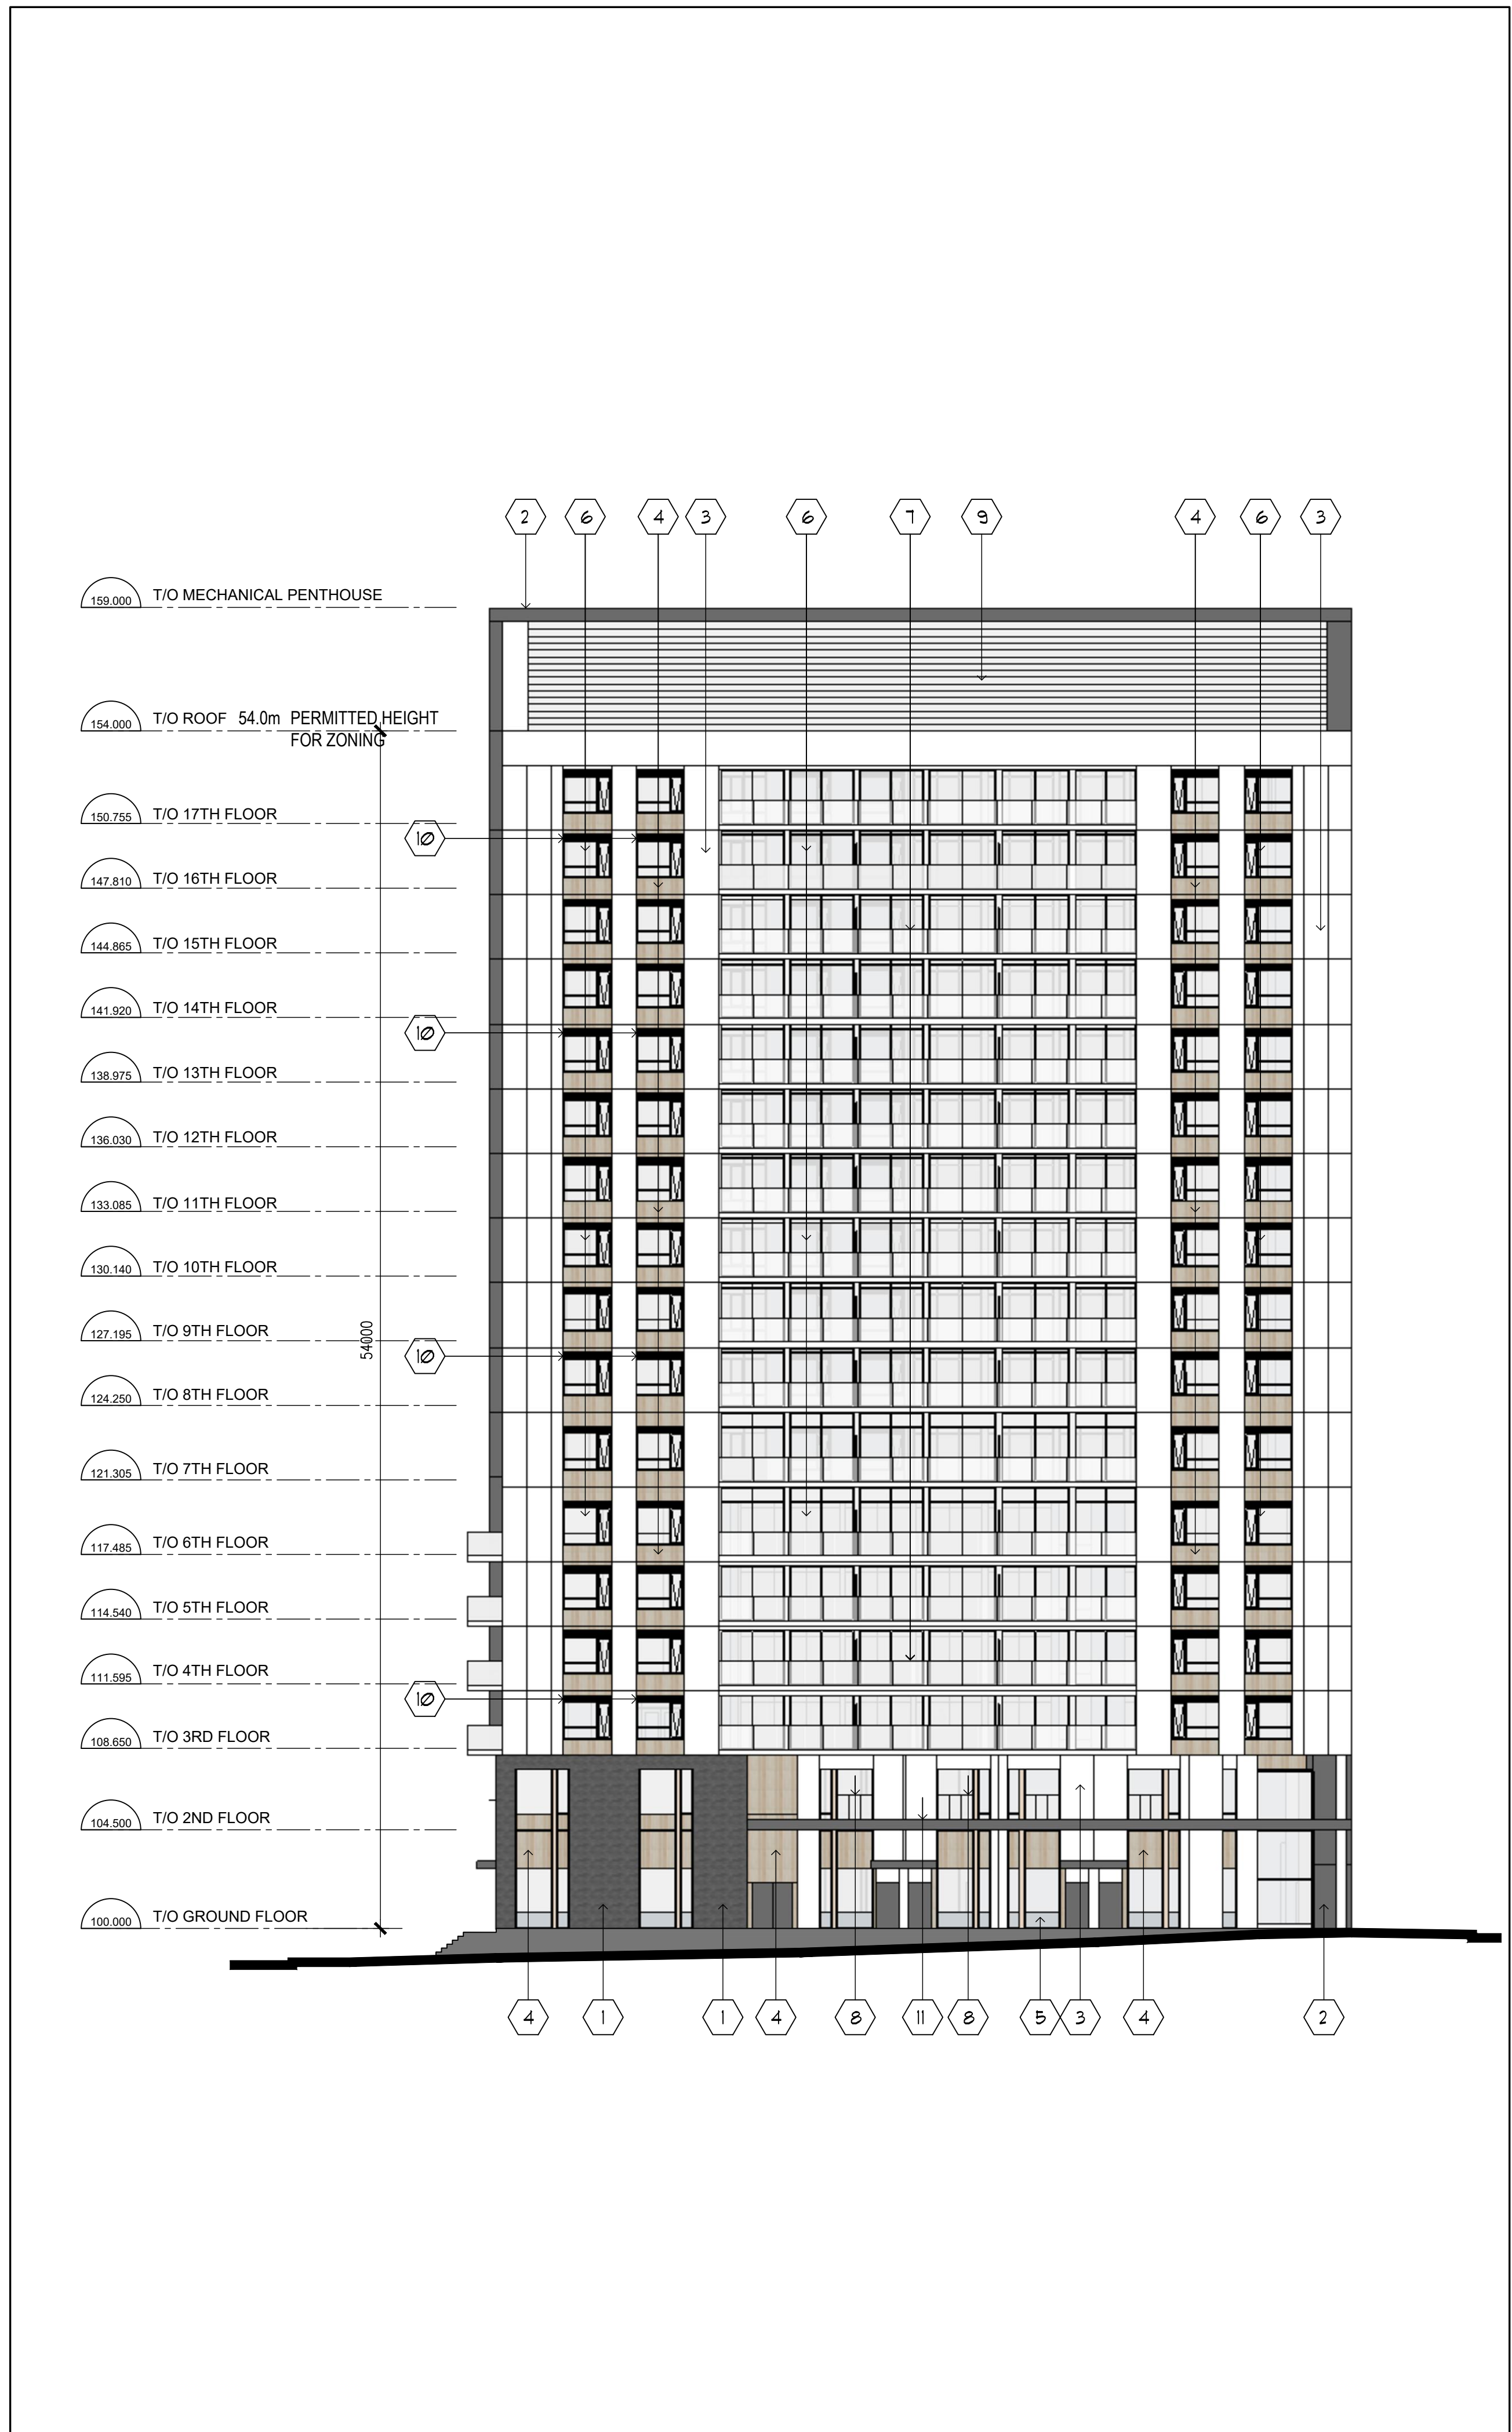 2 6 4 3 6 7 9 4 6 3
159.000 T/O MECHANICAL PENTHOUSE
154.000 T/O ROOF 54.0m PERMITTED HEIGHT
FOR ZONING
150.755 T/O 17TH FLOOR
10
147.810 T/O 16TH FLOOR
144.865 T/O 15TH FLOOR
141.920 T/O 14TH FLOOR
10
138.975 T/O 13TH FLOOR
136.030 T/O 12TH FLOOR
133.085 T/O 11TH FLOOR
130.140 T/O 10TH FLOOR
127.195 T/O 9TH FLOOR
54000
10
124.250 T/O 8TH FLOOR
121.305 T/O 7TH FLOOR
117.485 T/O 6TH FLOOR
114.540 T/O 5TH FLOOR
111.595 T/O 4TH FLOOR
10
108.650 T/O 3RD FLOOR
104.500 T/O 2ND FLOOR
100.000 T/O GROUND FLOOR
4 1 1 4 8 11 8 5 3 4 2